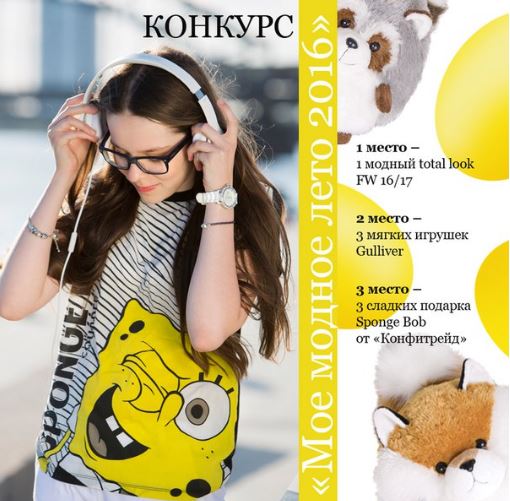 КОНКУРС
«Мое модное лето 2016»
1 место –
1 модный total look
FW 16/17
2 место –
3 мягких игрушек
Gulliver
3 место –
3 сладких подарка
Sponge Bob
от «Конфитрейд»
SPONGE